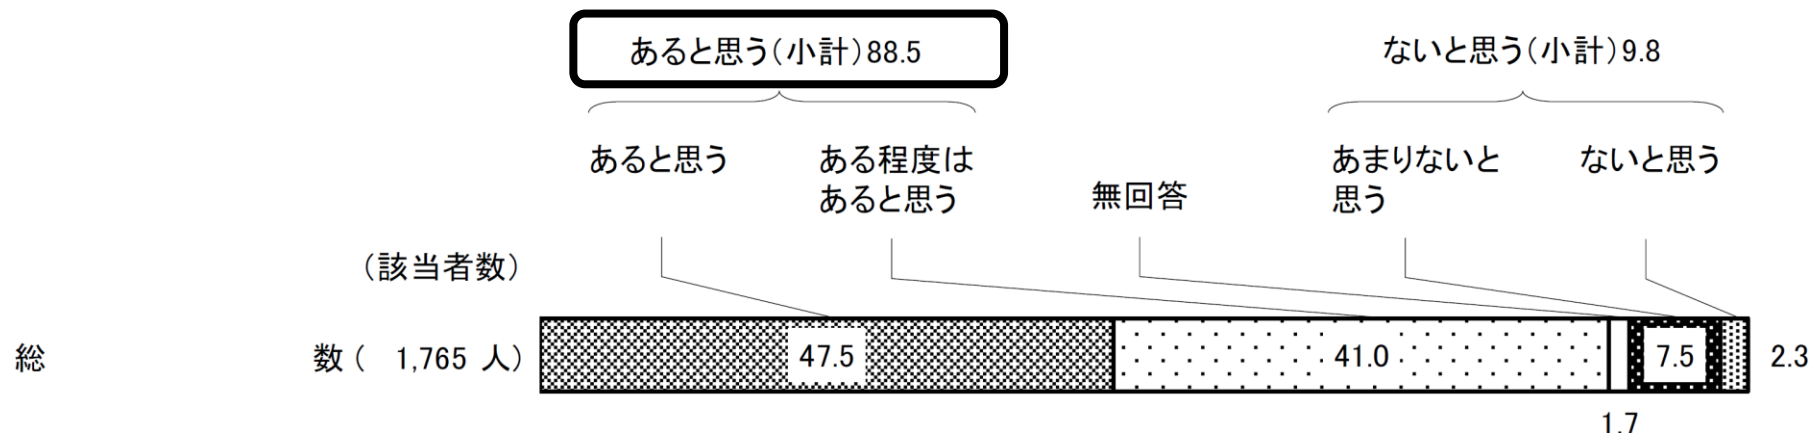 あると思う(小計)88.5
ないと思う(小計)9.8
あると思う
ある程度は
あると思う
無回答
あまりないと
思う
ないと思う
(該当者数)
総 数( 1,765 人)
47.5
41.0
7.5
2.3
1.7